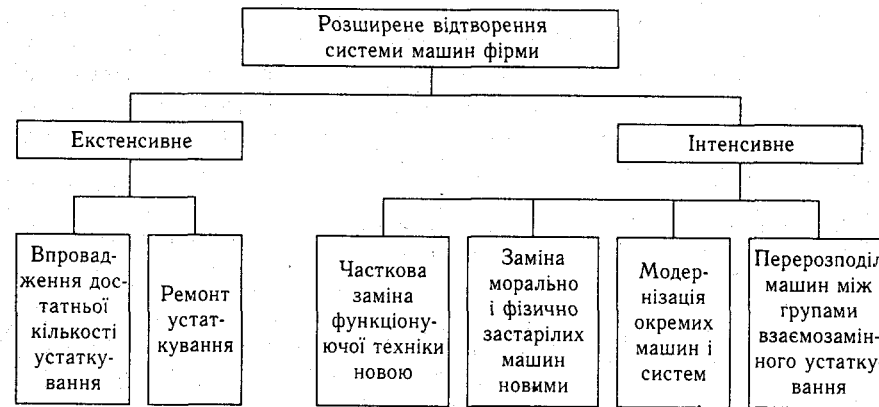 Розширене відтворення
системи машин фірми
Екстенсивне
Інтенсивне
Впровад-
ження дос-
татньої
кількості
устатку-
вання
Ремонт
устат-
кування
Часткова
заміна
функціону-
ючої техніки
новою
Заміна
морально
і фізично
застарілих
машин
новими
Модер-
нізація
окремих
машин і
систем
Перерозподіл
машин між
групами
взаємозамін-
ного устатку-
вання